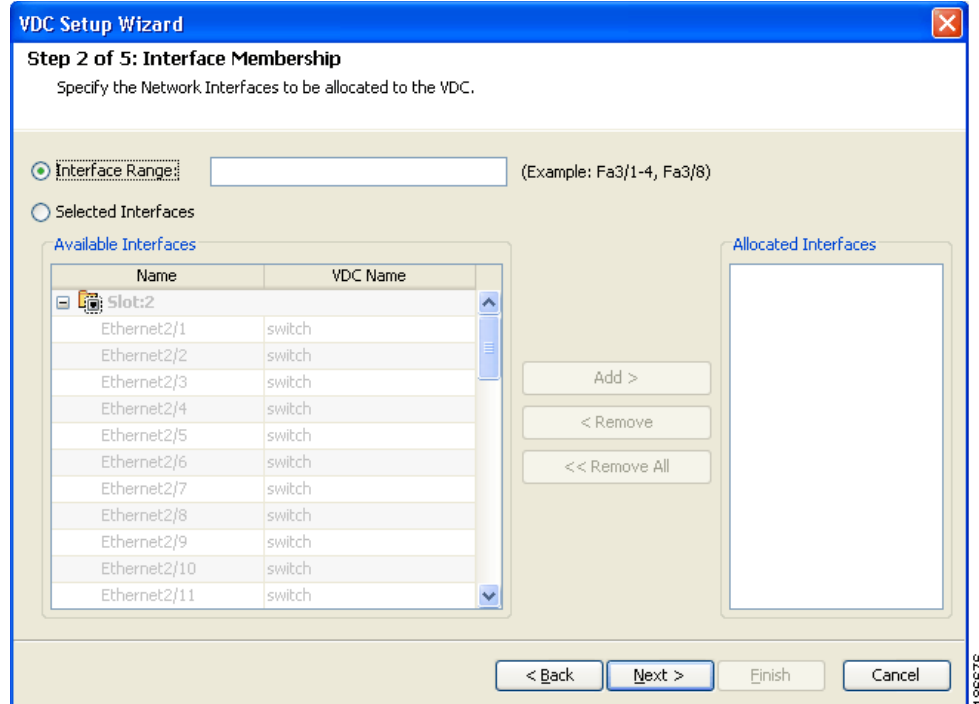 VDC Setup Wizard
Step 2 of 5: Interface Membership
Specify the Network Interfaces to be allocated to the VDC.
Interface Range: (Example: Fa3/1-4, Fa3/8)
Selected Interfaces
Available Interfaces
Allocated Interfaces
Name VDC Name
Slot:2
Ethernet2/1 switch
Ethernet2/2 switch
Ethernet2/3 switch
Ethernet2/4 switch
Ethernet2/5 switch
Ethernet2/6 switch
Ethernet2/7 switch
Ethernet2/8 switch
Ethernet2/9 switch
Ethernet2/10 switch
Ethernet2/11 switch
Add >
< Remove
<< Remove All
< Back Next > Finish Cancel